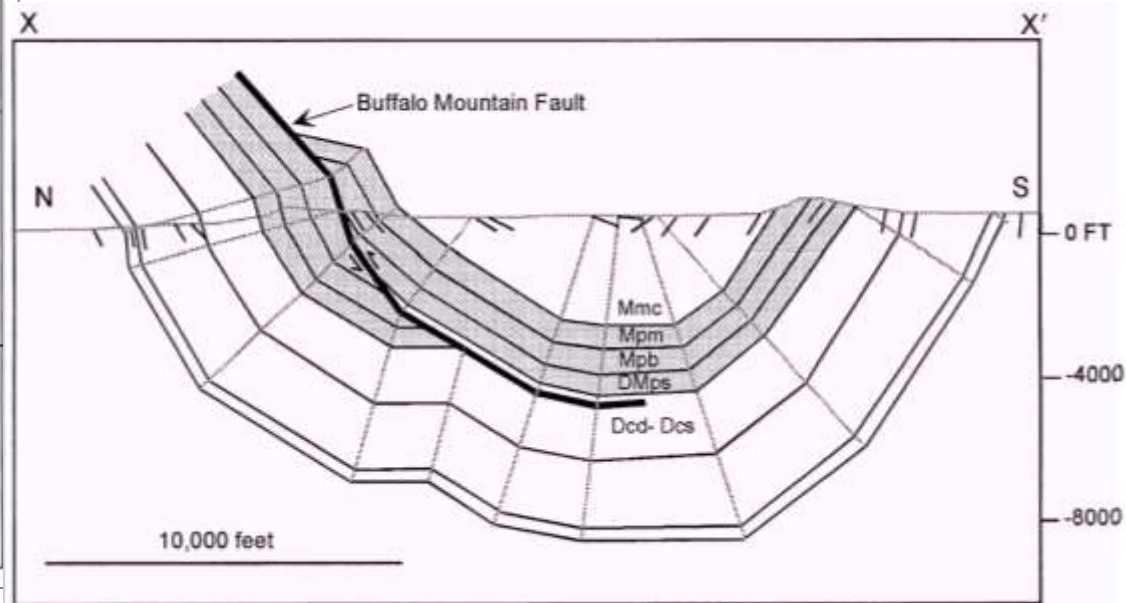 X X′
Buffalo Mountain Fault
N S
0 FT
Mmc
Mpm
Mpb
DMps
-4000
Dcd- Dcs
-8000
10,000 feet